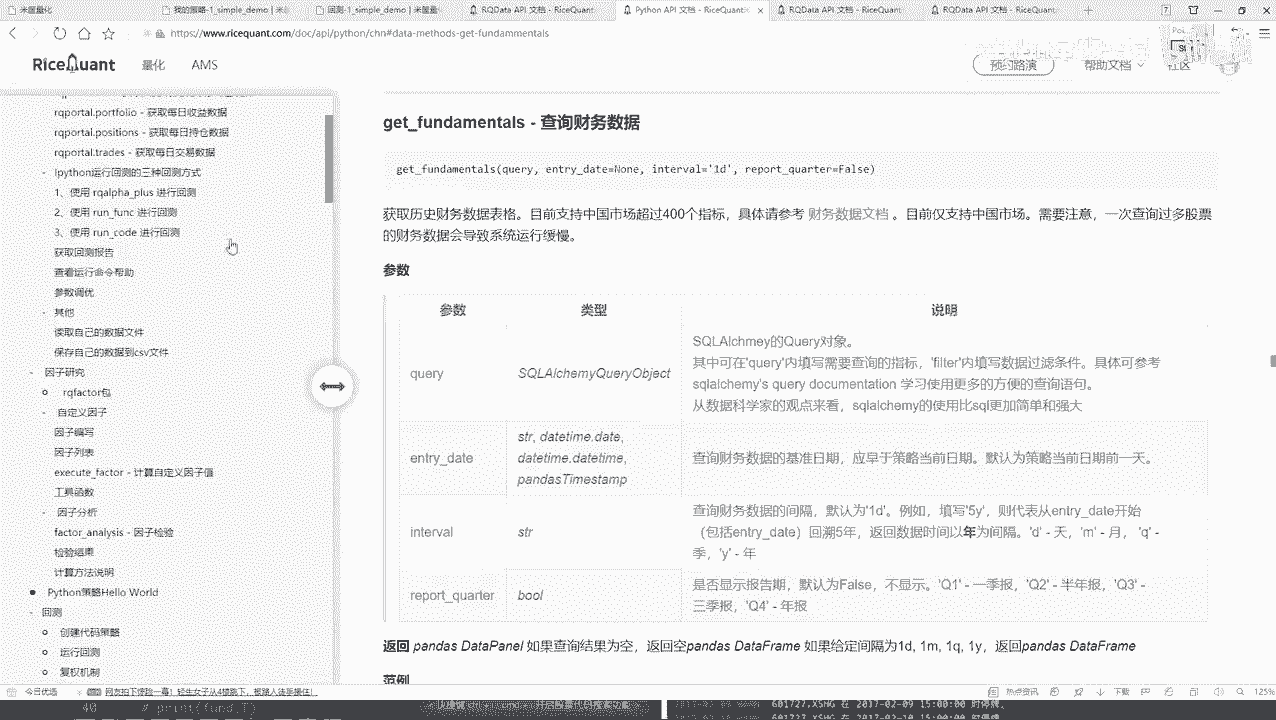 米筐量化
我的策略-1_simple_demo | 米筐
回测-1_simple_demo | 米筐量
RQData API 文档 - RiceQuant
Python API 文档 - RiceQuant
RQData API 文档 - RiceQuant
RQData API 文档 - RiceQuant
https://www.ricequant.com/doc/api/python/chn#data-methods-get-fundammentals
RiceQuant
量化
AMS
预约路演
帮助文档
社区
rqportal.portfolio - 获取每日收益数据
rqportal.positions - 获取每日持仓数据
rqportal.trades - 获取每日交易数据
Ipython运行回测的三种回测方式
1、使用 rqalpha_plus 进行回测
2、使用 run_func 进行回测
3、使用 run_code 进行回测
获取回测报告
查看运行命令帮助
参数调优
其他
读取自己的数据文件
保存自己的数据到csv文件
因子研究
rqfactor包
自定义因子
因子编写
因子列表
execute_factor - 计算自定义因子值
工具函数
因子分析
factor_analysis - 因子检验
检验结果
计算方法说明
Python策略Hello World
回测
创建代码策略
运行回测
复权机制
get_fundamentals - 查询财务数据
get_fundamentals(query, entry_date=None, interval='1d', report_quarter=False)
获取历史财务数据表格。目前支持中国市场超过400个指标，具体请参考 财务数据文档 。目前仅支持中国市场。需要注意，一次查询过多股票
的财务数据会导致系统运行缓慢。
参数
参数 类型 说明
query SQLAlchemyQueryObject
SQLAlchmey的Query对象。
其中可在'query'内填写需要查询的指标，'filter'内填写数据过滤条件。具体可参考
sqlalchemy's query documentation 学习使用更多的方便的查询语句。
从数据科学家的观点来看，sqlalchemy的使用比sql更加简单和强大
entry_date
str, datetime.date,
datetime.datetime,
pandasTimestamp
查询财务数据的基准日期，应早于策略当前日期。默认为策略当前日期前一天。
interval str
查询财务数据的间隔，默认为'1d'。例如，填写'5y'，则代表从entry_date开始
（包括entry_date）回溯5年，返回数据时间以年为间隔。'd' - 天，'m' - 月， 'q' -
季，'y' - 年
report_quarter bool
是否显示报告期，默认为False，不显示。'Q1' - 一季报，'Q2' - 半年报，'Q3' -
三季报，'Q4' - 年报
返回 pandas DataPanel 如果查询结果为空，返回空pandas DataFrame 如果给定间隔为1d, 1m, 1q, 1y，返回pandas DataFrame
范例
今日优选
热点资讯
下载
125%
40 # print(fund.T)
601727.XSHG 在 2017-02-09 15:00:00 时停牌,
601727.XSHG 在 2017-02-10 15:00:00 时停牌,